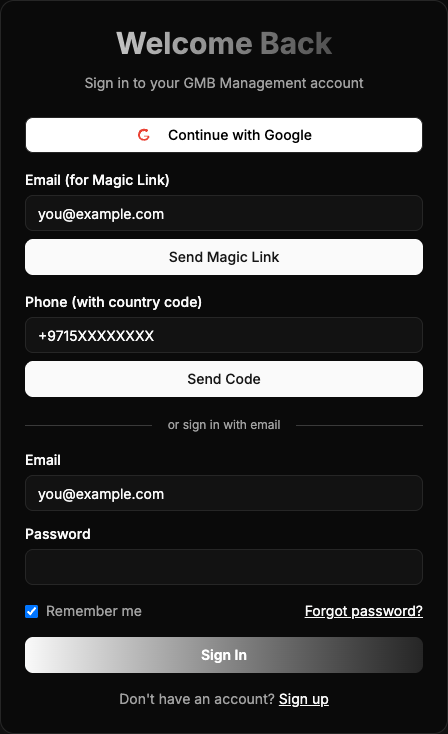 Welcome Back
Sign in to your GMB Management account
Continue with Google
Email (for Magic Link)
you@example.com
Send Magic Link
Phone (with country code)
+9715XXXXXXXX
Send Code
or sign in with email
Email
you@example.com
Password
Remember me Forgot password?
Sign In
Don't have an account? Sign up